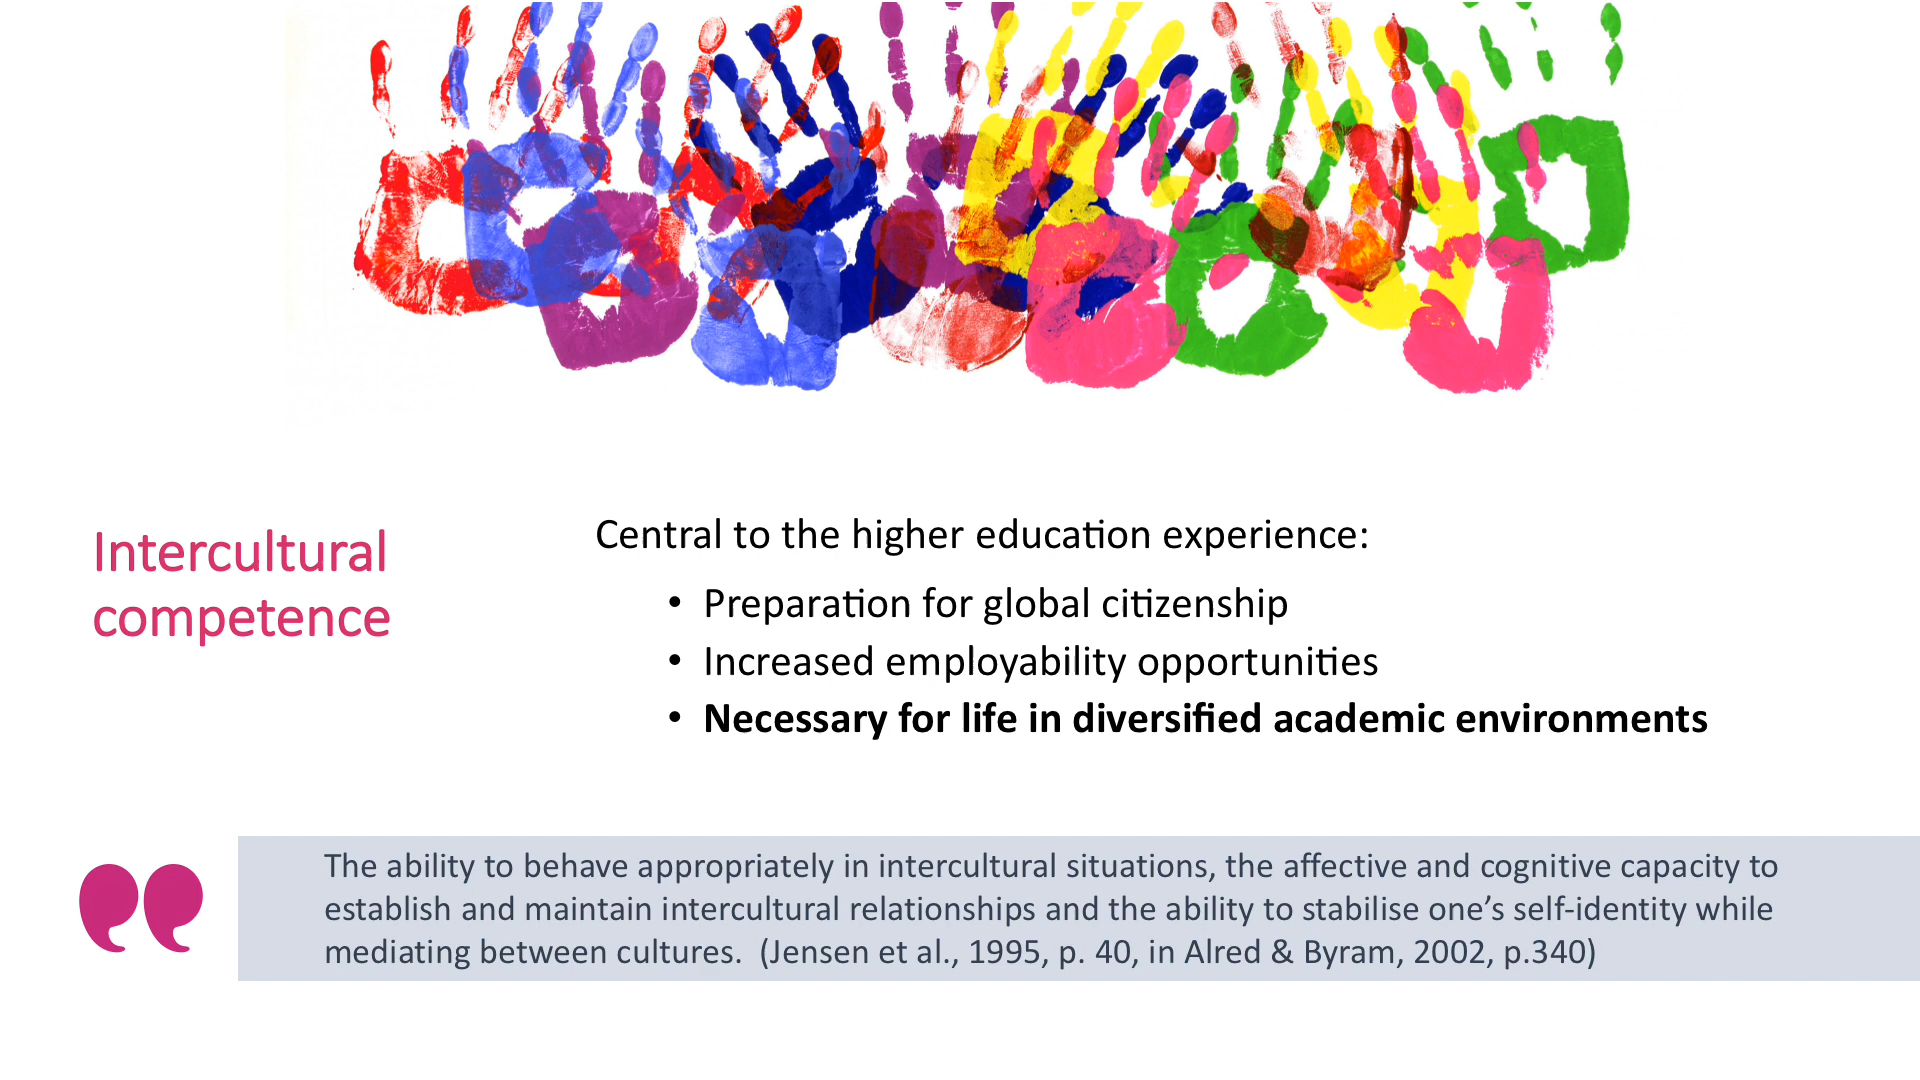 Intercultural
competence
Central to the higher education experience:
• Preparation for global citizenship
• Increased employability opportunities
• Necessary for life in diversified academic environments
The ability to behave appropriately in intercultural situations, the affective and cognitive capacity to
establish and maintain intercultural relationships and the ability to stabilise one’s self-identity while
mediating between cultures.  (Jensen et al., 1995, p. 40, in Alred & Byram, 2002, p.340)